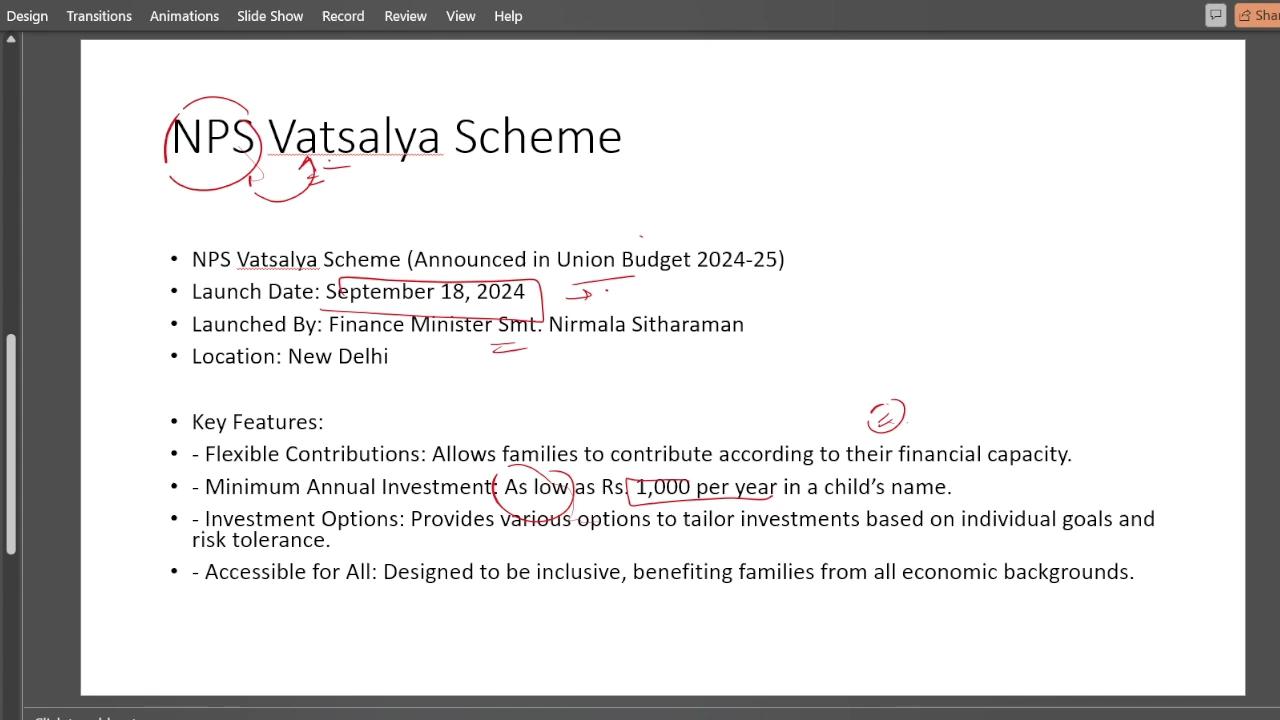 Design Transitions Animations Slide Show Record Review View Help
NPS Vatsalya Scheme
• NPS Vatsalya Scheme (Announced in Union Budget 2024-25)
• Launch Date: September 18, 2024
• Launched By: Finance Minister Smt. Nirmala Sitharaman
• Location: New Delhi
• Key Features:
• - Flexible Contributions: Allows families to contribute according to their financial capacity.
• - Minimum Annual Investment: As low as Rs. 1,000 per year in a child’s name.
• - Investment Options: Provides various options to tailor investments based on individual goals and
risk tolerance.
• - Accessible for All: Designed to be inclusive, benefiting families from all economic backgrounds.